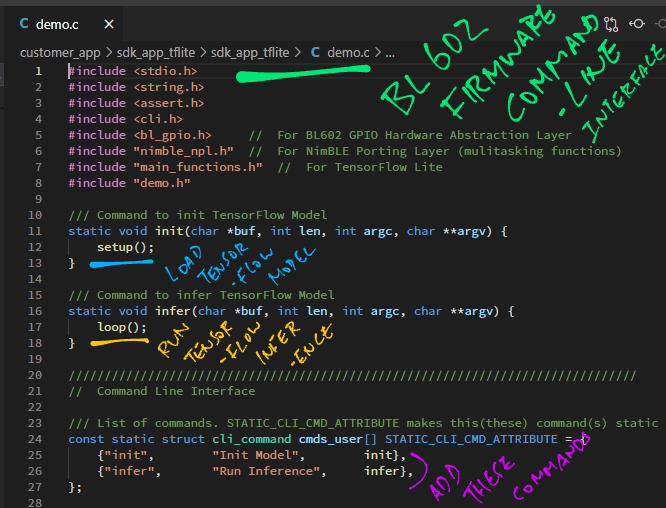 demo.c
customer_app > sdk_app_tflite > sdk_app_tflite > C demo.c > ...
1 #include <stdio.h>
2 #include <string.h>
3 #include <assert.h>
4 #include <cli.h>
5 #include <bl_gpio.h> // For BL602 GPIO Hardware Abstraction Layer
6 #include "nimble_npl.h" // For NimBLE Porting Layer (mulitasking functions)
7 #include "main_functions.h" // For TensorFlow Lite
8 #include "demo.h"
9
10 /// Command to init TensorFlow Model
11 static void init(char *buf, int len, int argc, char **argv) {
12 setup();
13 }
14
15 /// Command to infer TensorFlow Model
16 static void infer(char *buf, int len, int argc, char **argv) {
17 loop();
18 }
19
20 ///////////////////////////////////////////////////////////////////////////////
21 // Command Line Interface
22
23 /// List of commands. STATIC_CLI_CMD_ATTRIBUTE makes this(these) command(s) static
24 const static struct cli_command cmds_user[] STATIC_CLI_CMD_ATTRIBUTE = {
25 {"init", "Init Model", init},
26 {"infer", "Run Inference", infer},
27 };
28
BL602
FIRMWARE
COMMAND
-LINE
INTERFACE
LOAD
TENSOR
-FLOW
MODEL
RUN
TENSOR
-FLOW
INFER
-ENCE
ADD
THESE
COMMANDS